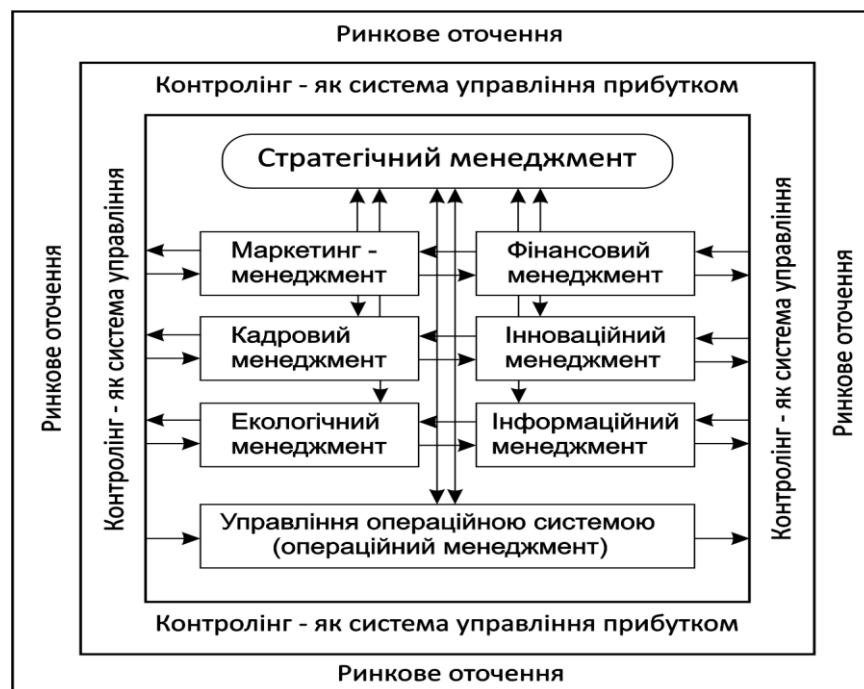 Ринкове оточення
Контролінг - як система управління прибутком
Стратегічний менеджмент
Ринкове оточення
Контролінг - як система управління
Маркетинг -
менеджмент
Фінансовий
менеджмент
Кадровий
менеджмент
Інноваційний
менеджмент
Екологічний
менеджмент
Інформаційний
менеджмент
Управління операційною системою
(операційний менеджмент)
Контролінг - як система управління
Ринкове оточення
Контролінг - як система управління прибутком
Ринкове оточення